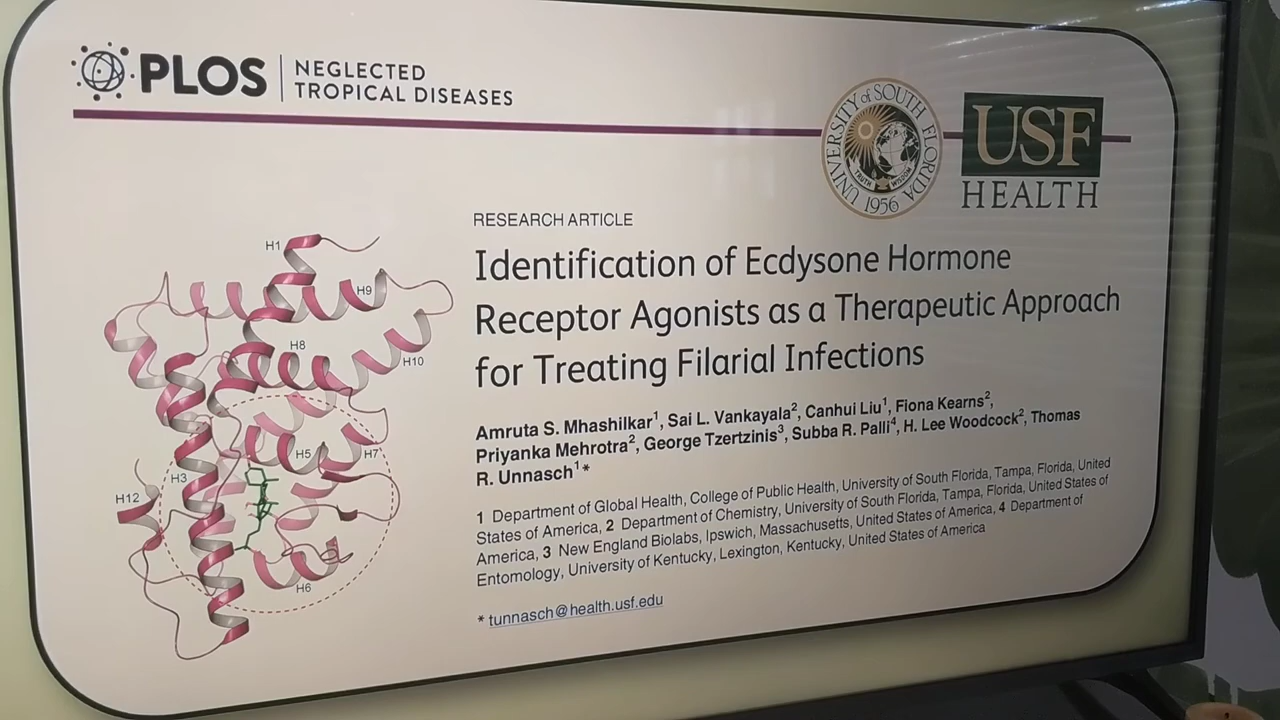 PLOS
NEGLECTED
TROPICAL DISEASES
UNIVERSITY of SOUTH FLORIDA
TRUTH WISDOM
1956
USF
HEALTH
RESEARCH ARTICLE
Identification of Ecdysone Hormone
Receptor Agonists as a Therapeutic Approach
for Treating Filarial Infections
Amruta S. Mhashilkar1, Sai L. Vankayala2, Canhui Liu1, Fiona Kearns2,
Priyanka Mehrotra2, George Tzertzinis3, Subba R. Palli4, H. Lee Woodcock2, Thomas
R. Unnasch1*
1 Department of Global Health, College of Public Health, University of South Florida, Tampa, Florida, United
States of America, 2 Department of Chemistry, University of South Florida, Tampa, Florida, United States of
America, 3 New England Biolabs, Ipswich, Massachusetts, United States of America, 4 Department of
Entomology, University of Kentucky, Lexington, Kentucky, United States of America
* tunnasch@health.usf.edu
H1
H9
H8
H10
H5
H7
H3
H12
H6